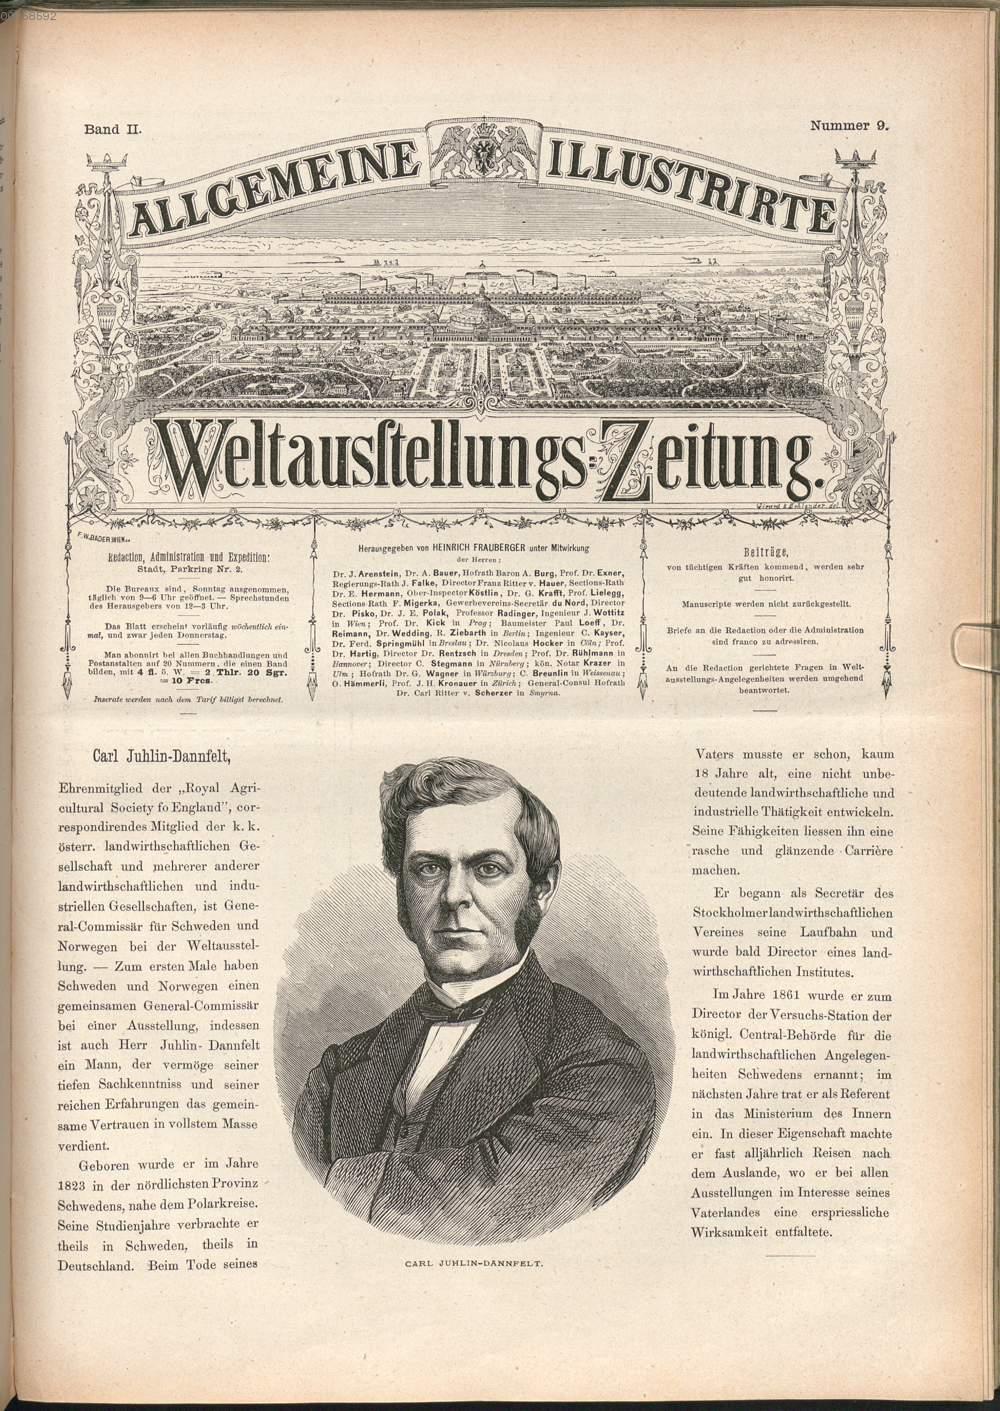 Band II.
Nummer 9.
ALLGEMEINE ILLUSTRIRTE
Weltausstellungs-Zeitung.
F.W.BADER.WIEN.
Redaction, Administration und Expedition:
Stadt, Parkring Nr. 2.
Die Bureaux sind, Sonntag ausgenommen,
täglich von 9—6 Uhr geöffnet. — Sprechstunden
des Herausgebers von 12—3 Uhr.
Das Blatt erscheint vorläufig wöchentlich ein-
mal, und zwar jeden Donnerstag.
Man abonnirt bei allen Buchhandlungen und
Postanstalten auf 20 Nummern, die einen Band
bilden, mit 4 fl. ö. W. = 2 Thlr. 20 Sgr.
= 10 Frcs.
Inserate werden nach dem Tarif billigst berechnet.
Herausgegeben von HEINRICH FRAUBERGER unter Mitwirkung
der Herren:
Dr. J. Arenstein, Dr. A. Bauer, Hofrath Baron A. Burg, Prof. Dr. Exner,
Regierungs-Rath J. Falke, Director Franz Ritter v. Hauer, Sections-Rath
Dr. E. Hermann, Ober-Inspector Köstlin, Dr. G. Krafft, Prof. Lielegg,
Sections-Rath F. Migerka, Gewerbevereins-Secretär du Nord, Director
Dr. Pisko, Dr. J. E. Polak, Professor Radinger, Ingenieur J. Wottitz
in Wien; Prof. Dr. Kick in Prag; Baumeister Paul Loeff, Dr.
Reimann, Dr. Wedding, R. Ziebarth in Berlin; Ingenieur C. Kayser,
Dr. Ferd. Springmühl in Breslau; Dr. Nicolaus Hocker in Cöln; Prof.
Dr. Hartig, Director Dr. Rentzsch in Dresden; Prof. Dr. Rühlmann in
Hannover; Director C. Stegmann in Nürnberg; kön. Notar Krazer in
Ulm; Hofrath Dr. G. Wagner in Würzburg; C. Breunlin in Weissenau;
O. Hämmerli, Prof. J. H. Kronauer in Zürich; General-Consul Hofrath
Dr. Carl Ritter v. Scherzer in Smyrna.
Beiträge,
von tüchtigen Kräften kommend, werden sehr
gut honorirt.
Manuscripte werden nicht zurückgestellt.
Briefe an die Redaction oder die Administration
sind franco zu adressiren.
An die Redaction gerichtete Fragen in Welt-
ausstellungs-Angelegenheiten werden umgehend
beantwortet.
Carl Juhlin-Dannfelt,
Ehrenmitglied der „Royal Agri-
cultural Society fo England”, cor-
respondirendes Mitglied der k. k.
österr. landwirthschaftlichen Ge-
sellschaft und mehrerer anderer
landwirthschaftlichen und indu-
striellen Gesellschaften, ist Gene-
ral-Commissär für Schweden und
Norwegen bei der Weltausstel-
lung. — Zum ersten Male haben
Schweden und Norwegen einen
gemeinsamen General-Commissär
bei einer Ausstellung, indessen
ist auch Herr Juhlin-Dannfelt
ein Mann, der vermöge seiner
tiefen Sachkenntniss und seiner
reichen Erfahrungen das gemein-
same Vertrauen in vollstem Masse
verdient.
Geboren wurde er im Jahre
1823 in der nördlichsten Provinz
Schwedens, nahe dem Polarkreise.
Seine Studienjahre verbrachte er
theils in Schweden, theils in
Deutschland. Beim Tode seines
CARL JUHLIN-DANNFELT.
Vaters musste er schon, kaum
18 Jahre alt, eine nicht unbe-
deutende landwirthschaftliche und
industrielle Thätigkeit entwickeln.
Seine Fähigkeiten liessen ihn eine
rasche und glänzende Carrière
machen.
Er begann als Secretär des
Stockholmer landwirthschaftlichen
Vereines seine Laufbahn und
wurde bald Director eines land-
wirthschaftlichen Institutes.
Im Jahre 1861 wurde er zum
Director der Versuchs-Station der
königl. Central-Behörde für die
landwirthschaftlichen Angelegen-
heiten Schwedens ernannt; im
nächsten Jahre trat er als Referent
in das Ministerium des Innern
ein. In dieser Eigenschaft machte
er fast alljährlich Reisen nach
dem Auslande, wo er bei allen
Ausstellungen im Interesse seines
Vaterlandes eine erspriessliche
Wirksamkeit entfaltete.